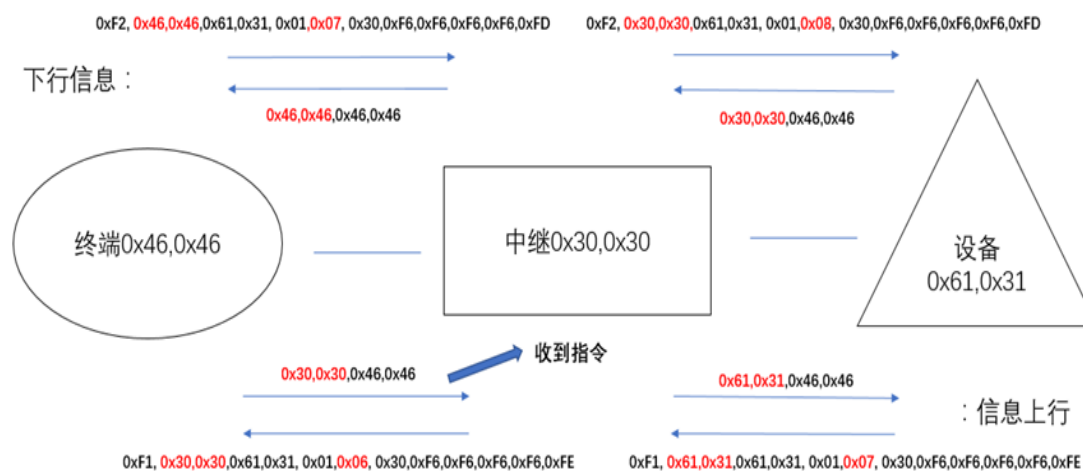 0xF2, 0x46,0x46,0x61,0x31, 0x01,0x07, 0x30,0xF6,0xF6,0xF6,0xF6,0xFD
0xF2, 0x30,0x30,0x61,0x31, 0x01,0x08, 0x30,0xF6,0xF6,0xF6,0xF6,0xFD
下行信息：
0x46,0x46,0x46,0x46
0x30,0x30,0x46,0x46
终端0x46,0x46
中继0x30,0x30
设备
0x61,0x31
收到指令
0x30,0x30,0x46,0x46
0x61,0x31,0x46,0x46
：信息上行
0xF1, 0x30,0x30,0x61,0x31, 0x01,0x06, 0x30,0xF6,0xF6,0xF6,0xF6,0xFE
0xF1, 0x61,0x31,0x61,0x31, 0x01,0x07, 0x30,0xF6,0xF6,0xF6,0xF6,0xFE